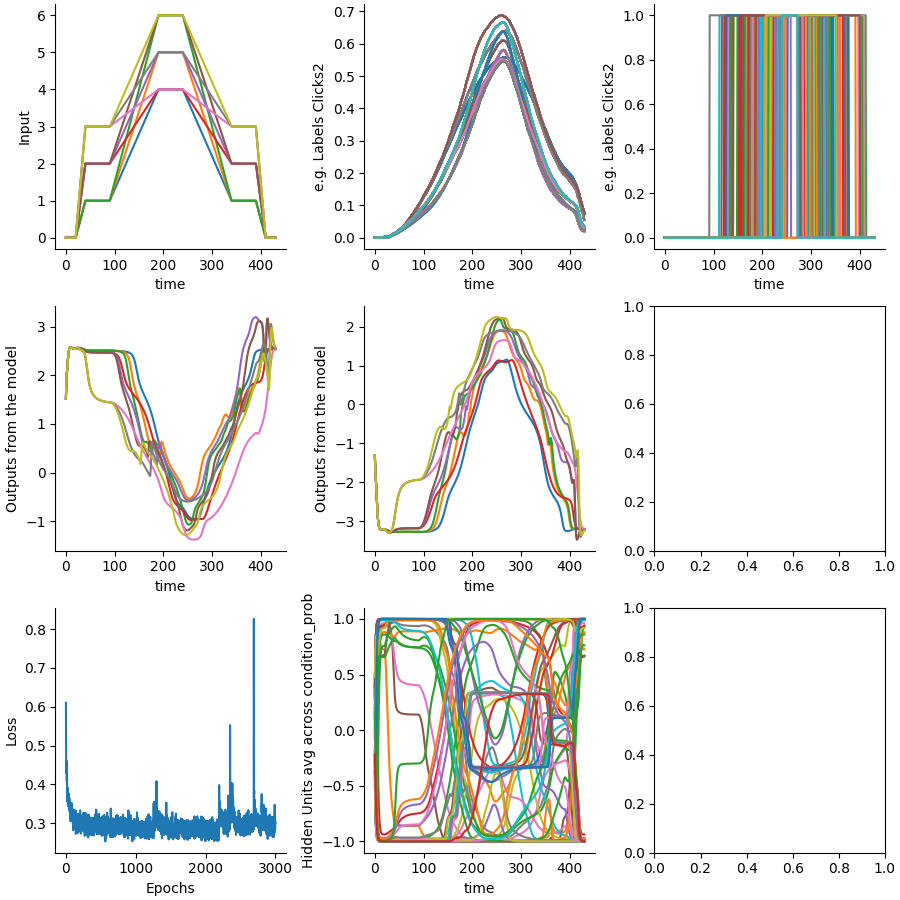 6
5
4
3
2
1
0
Input
0 100 200 300 400
time
0.7
0.6
0.5
0.4
0.3
0.2
0.1
0.0
e.g. Labels Clicks2
0 100 200 300 400
time
1.0
0.8
0.6
0.4
0.2
0.0
e.g. Labels Clicks2
0 100 200 300 400
time
3
2
1
0
−1
Outputs from the model
0 100 200 300 400
time
2
1
0
−1
−2
−3
Outputs from the model
0 100 200 300 400
time
1.0
0.8
0.6
0.4
0.2
0.0
0.0 0.2 0.4 0.6 0.8 1.0
0.8
0.7
0.6
0.5
0.4
0.3
Loss
0 1000 2000 3000
Epochs
1.0
0.5
0.0
−0.5
−1.0
Hidden Units avg across condition_prob
0 100 200 300 400
time
1.0
0.8
0.6
0.4
0.2
0.0
0.0 0.2 0.4 0.6 0.8 1.0